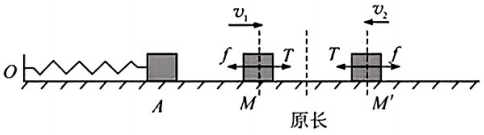 v₁ v₂
f T T f
O
A M M′
原长